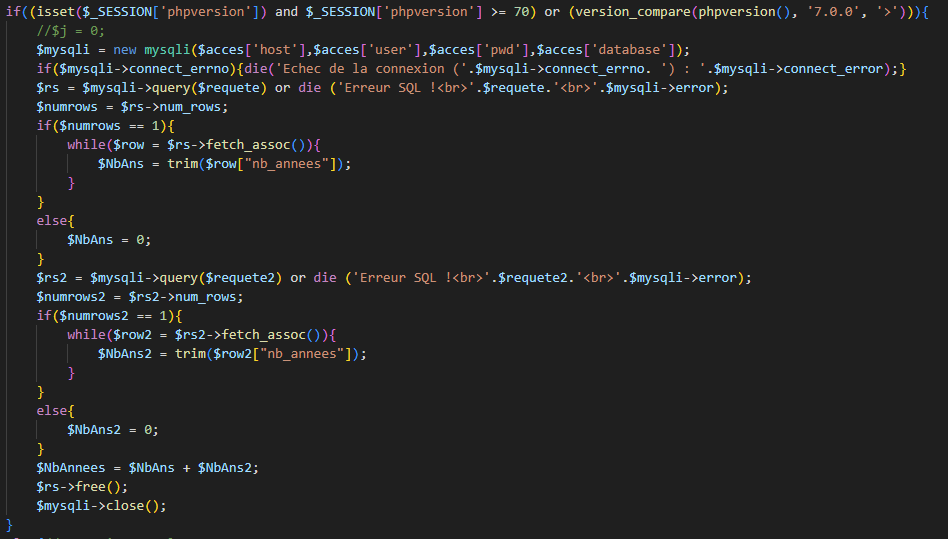 if((isset($_SESSION['phpversion']) and $_SESSION['phpversion'] >= 70) or (version_compare(phpversion(), '7.0.0', '>'))){
    //$j = 0;
    $mysqli = new mysqli($acces['host'],$acces['user'],$acces['pwd'],$acces['database']);
    if($mysqli->connect_errno){die('Echec de la connexion ('.$mysqli->connect_errno. ') : '.$mysqli->connect_error);}
    $rs = $mysqli->query($requete) or die ('Erreur SQL !<br>'.$requete.'<br>'.$mysqli->error);
    $numrows = $rs->num_rows;
    if($numrows == 1){
        while($row = $rs->fetch_assoc()){
            $NbAns = trim($row["nb_annees"]);
        }
    }
    else{
        $NbAns = 0;
    }
    $rs2 = $mysqli->query($requete2) or die ('Erreur SQL !<br>'.$requete2.'<br>'.$mysqli->error);
    $numrows2 = $rs2->num_rows;
    if($numrows2 == 1){
        while($row2 = $rs2->fetch_assoc()){
            $NbAns2 = trim($row2["nb_annees"]);
        }
    }
    else{
        $NbAns2 = 0;
    }
    $NbAnnees = $NbAns + $NbAns2;
    $rs->free();
    $mysqli->close();
}